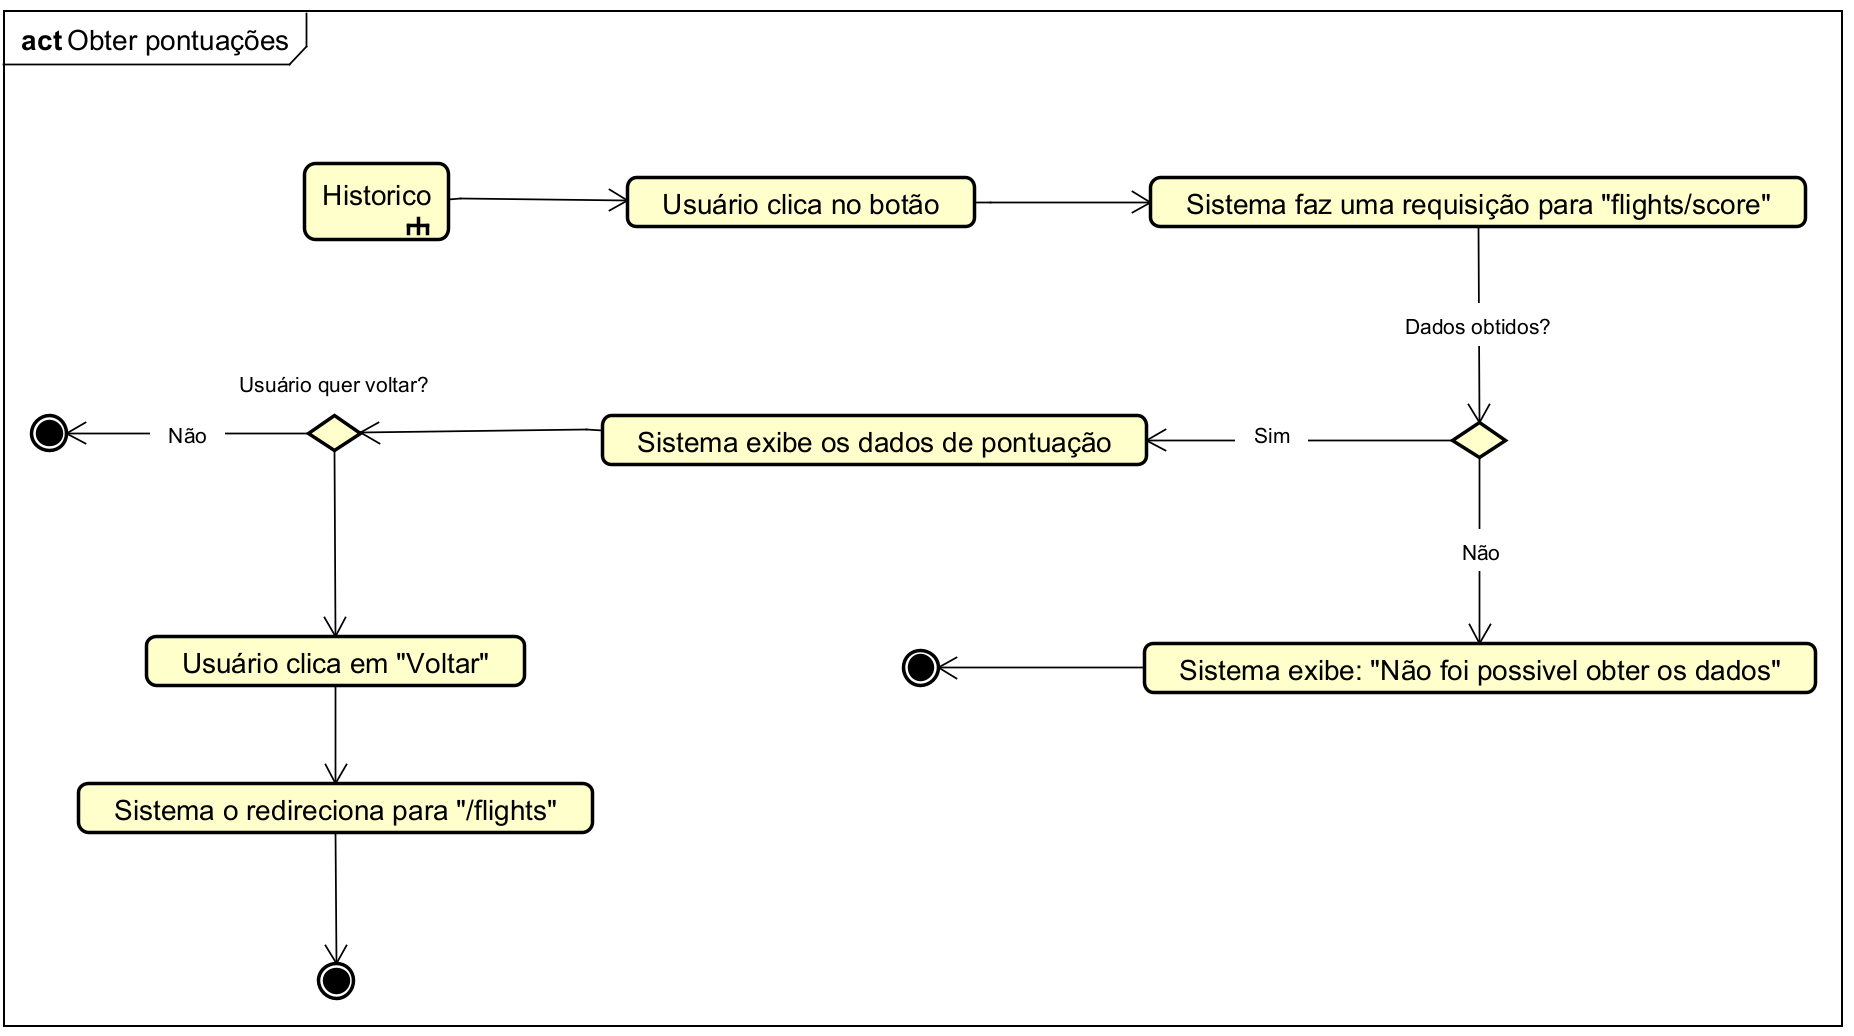 act Obter pontuações
Historico
Usuário clica no botão
Sistema faz uma requisição para "flights/score"
Dados obtidos?
Usuário quer voltar?
Não
Sistema exibe os dados de pontuação
Sim
Não
Usuário clica em "Voltar"
Sistema exibe: "Não foi possivel obter os dados"
Sistema o redireciona para "/flights"